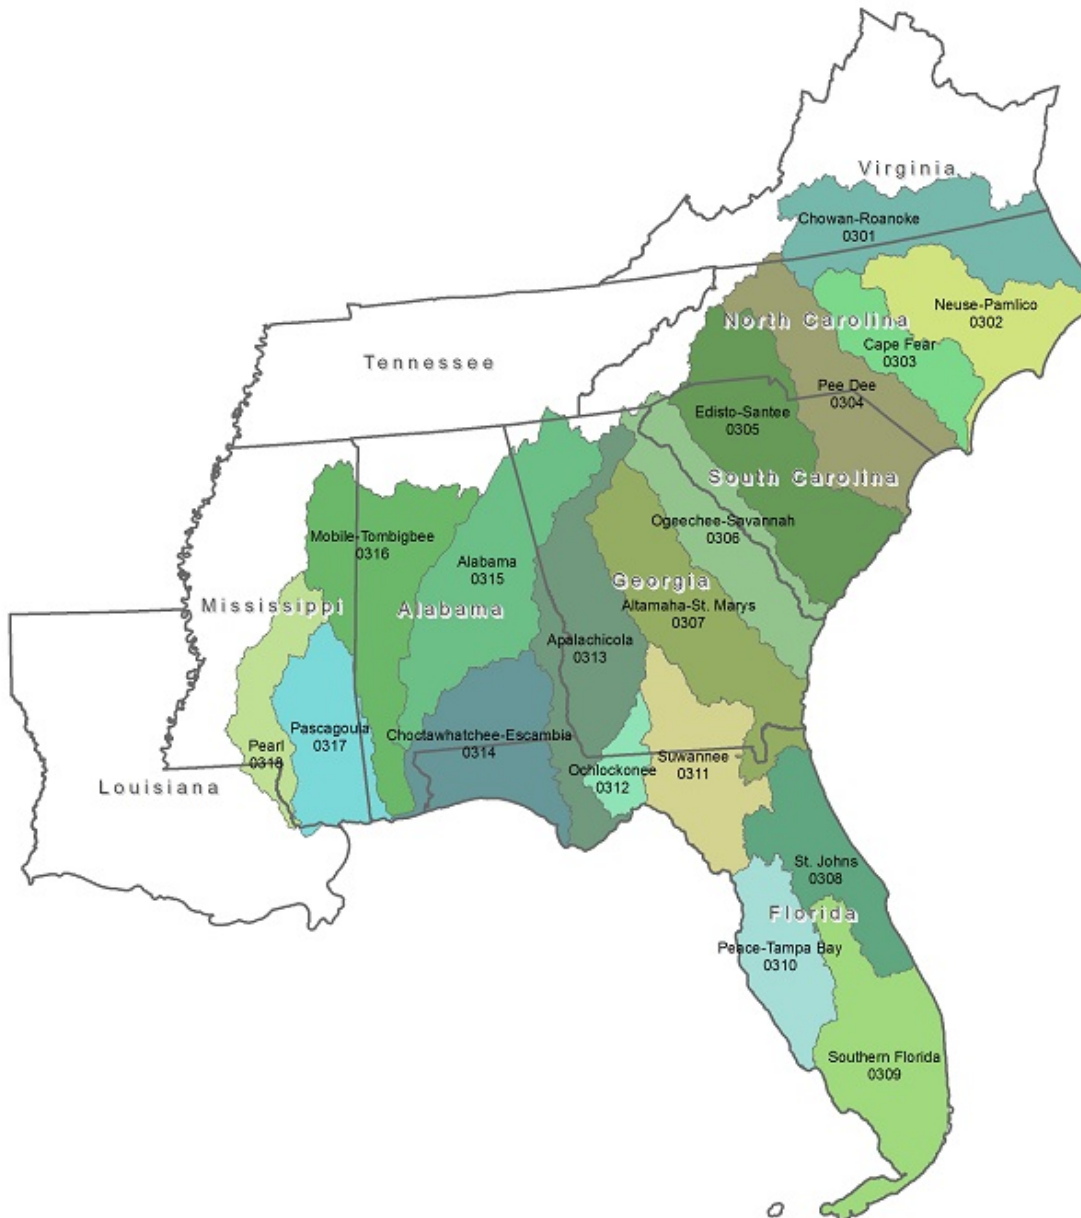 Virginia
Chowan-Roanoke
0301
Neuse-Pamlico
0302
North Carolina
Cape Fear
0303
Tennessee
Pee Dee
0304
Edisto-Santee
0305
South Carolina
Ogeechee-Savannah
0306
Mobile-Tombigbee
0316
Alabama
0315
Georgia
Mississippi
Alabama
Altamaha-St. Marys
0307
Apalachicola
0313
Pascagoula
0317
Choctawhatchee-Escambia
0314
Pearl
0318
Ochlockonee
0312
Suwannee
0311
Louisiana
St. Johns
0308
Florida
Peace-Tampa Bay
0310
Southern Florida
0309